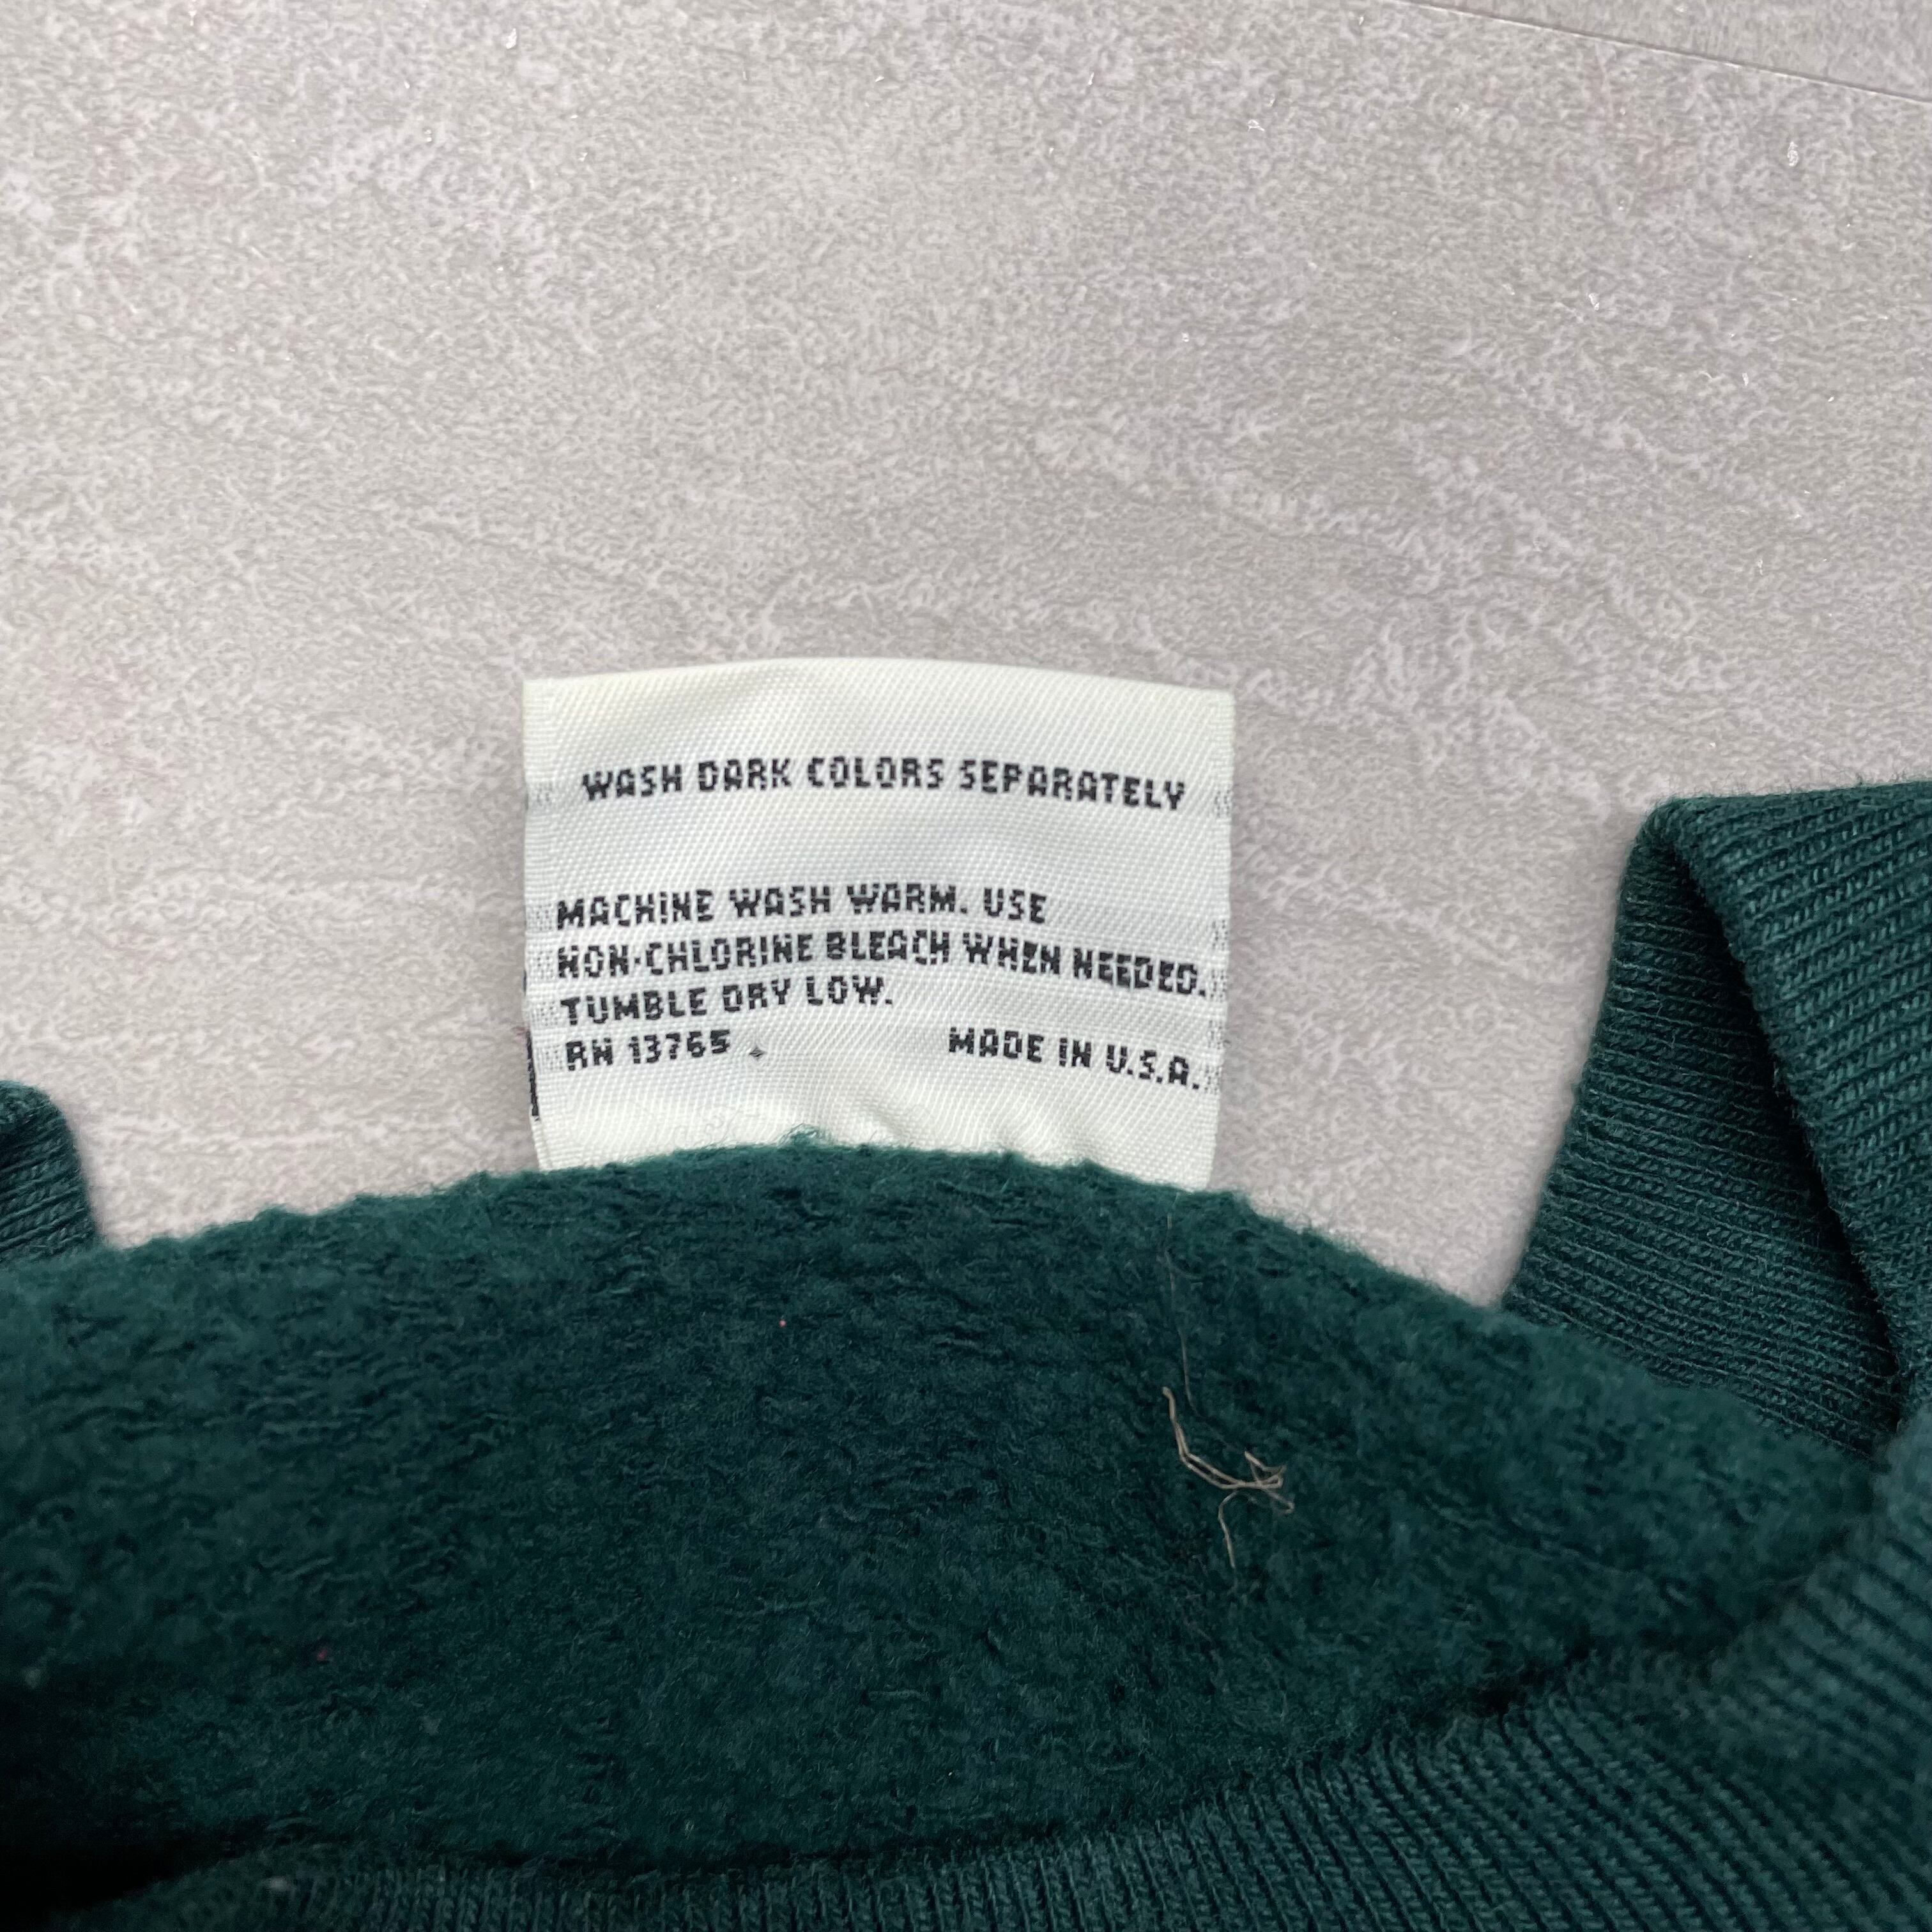 WASH DARK COLORS SEPARATELY
MACHINE WASH WARM. USE
NON-CHLORINE BLEACH WHEN NEEDED.
TUMBLE DRY LOW.
RN 13765 MADE IN U.S.A.